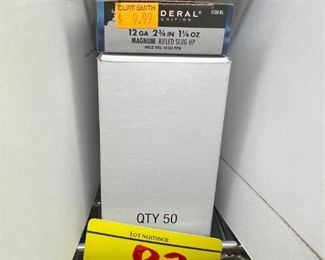 CURT SMITH
$ 9.99
DERAL
12 GA 2¾ IN 1¼ OZ
MAGNUM RIFLED SLUG HP
QTY 50
LOT NUMBER